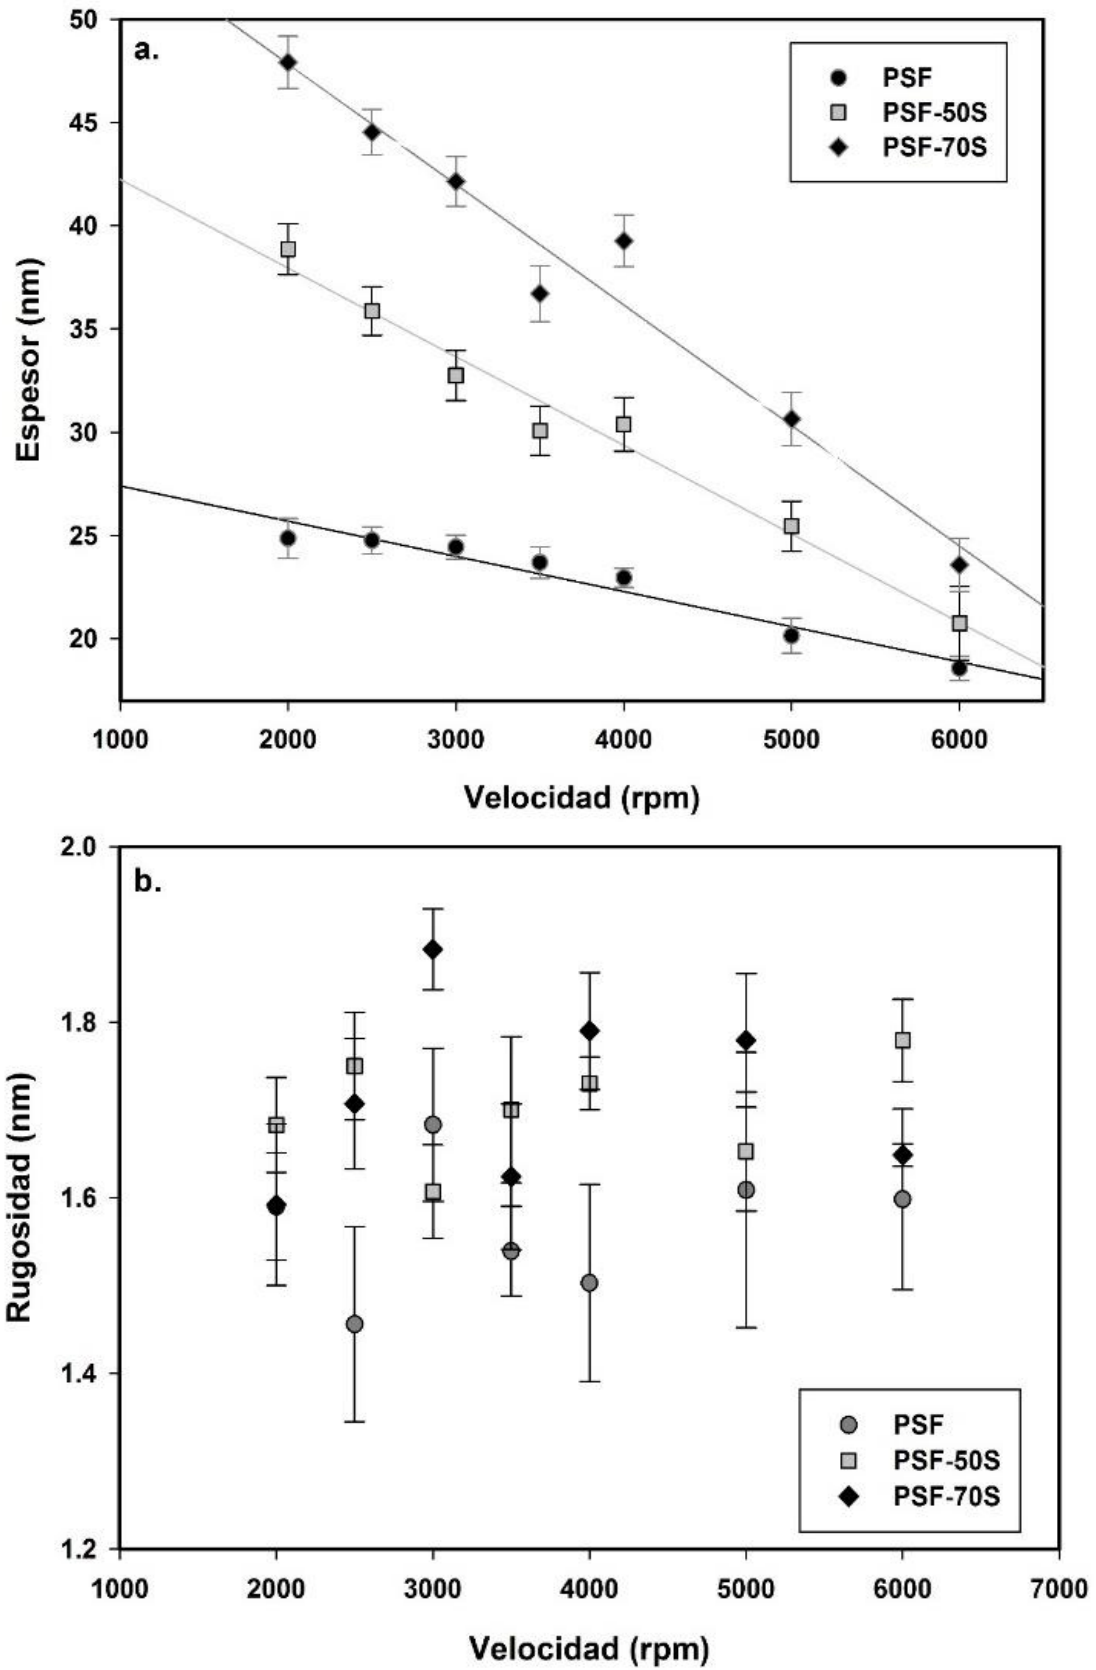 a.
50
45
40
35
30
25
20
Espesor (nm)
PSF
PSF-50S
PSF-70S
1000 2000 3000 4000 5000 6000
Velocidad (rpm)
b.
2.0
1.8
1.6
1.4
1.2
Rugosidad (nm)
PSF
PSF-50S
PSF-70S
1000 2000 3000 4000 5000 6000 7000
Velocidad (rpm)